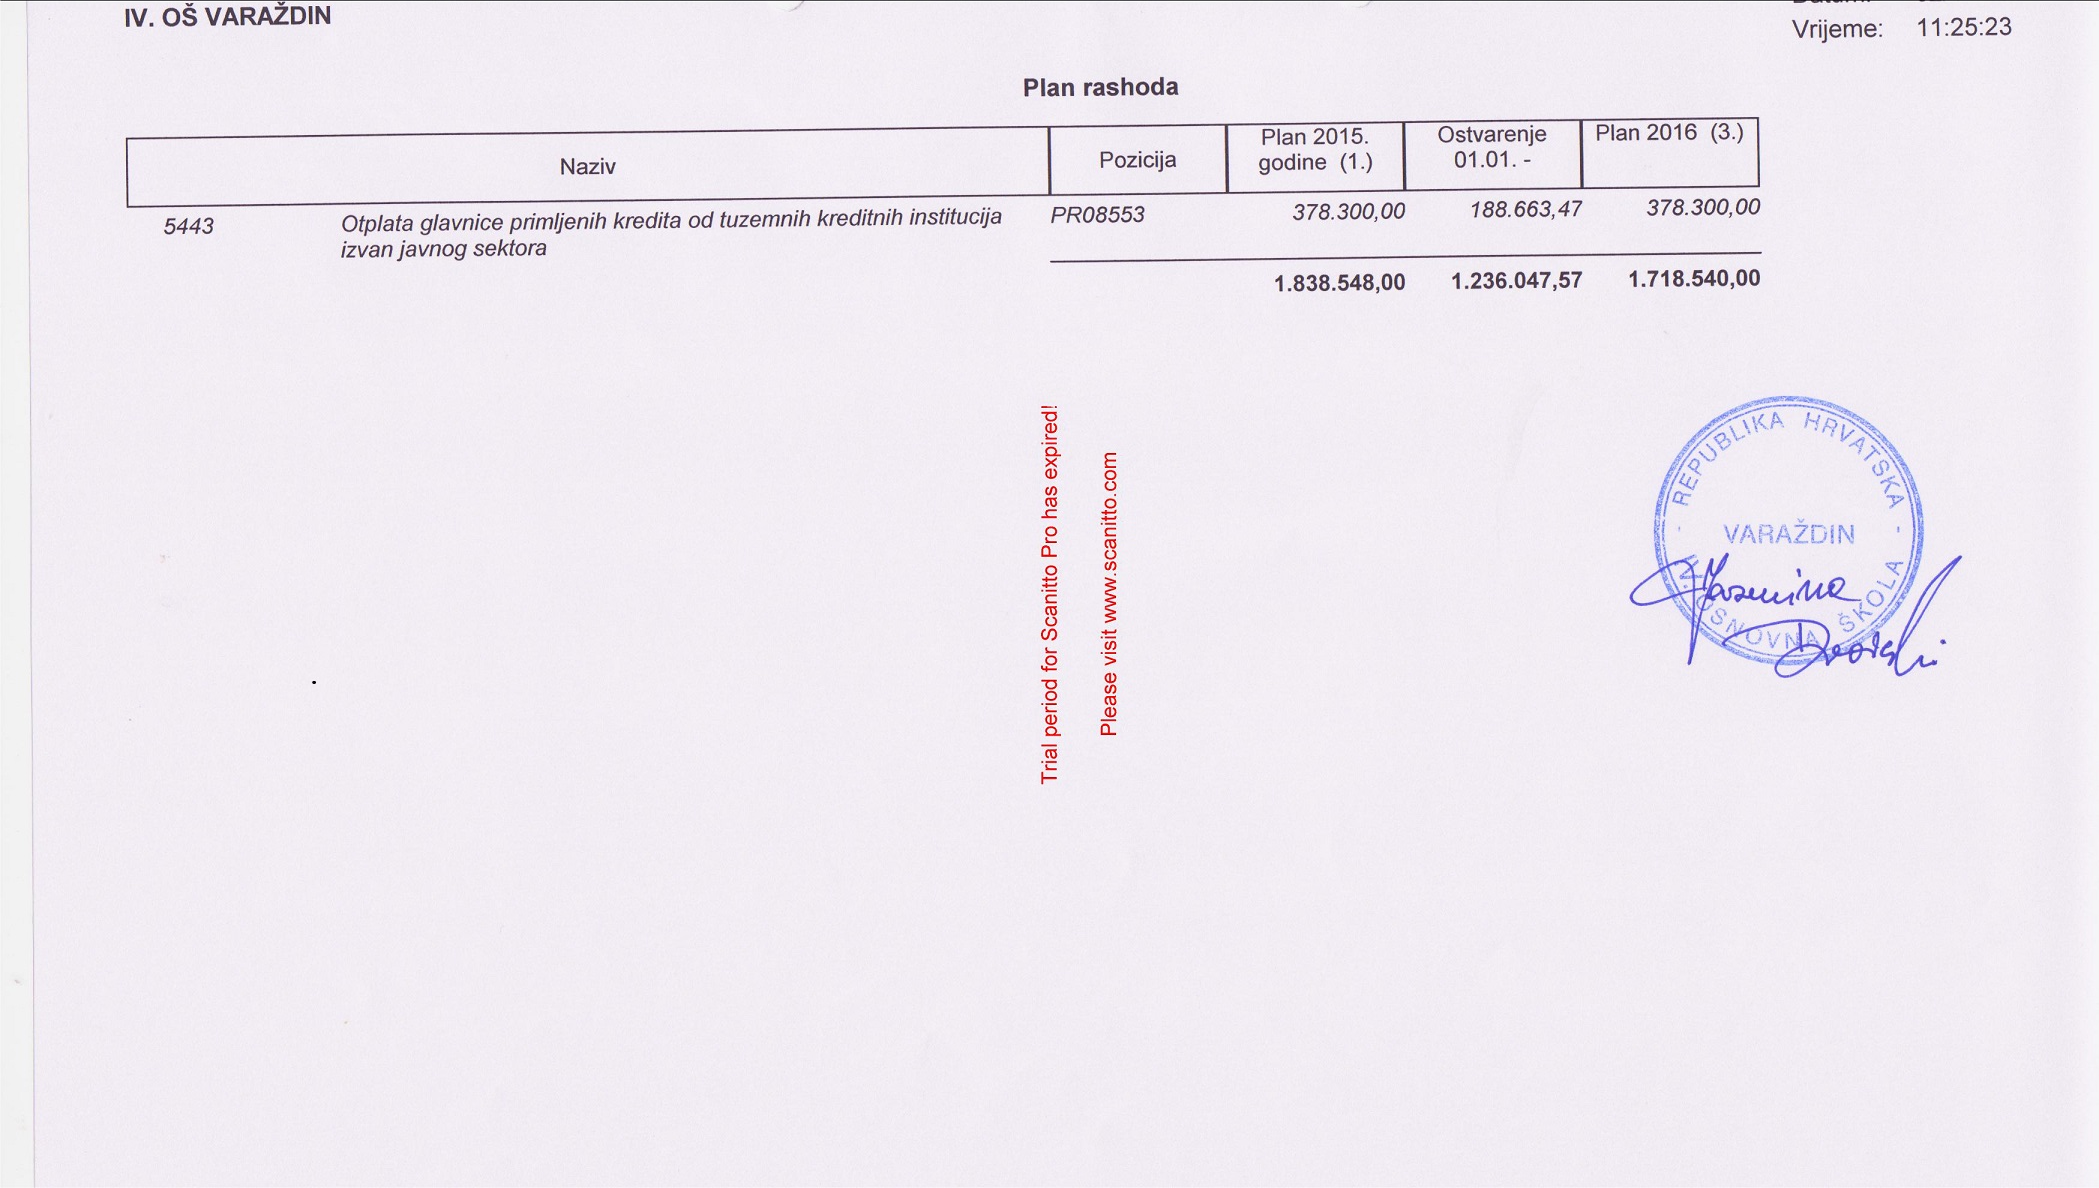 IV. OŠ VARAŽDIN
Vrijeme: 11:25:23
Plan rashoda
Naziv
Pozicija
Plan 2015.
godine (1.)
Ostvarenje
01.01. -
Plan 2016 (3.)
5443 Otplata glavnice primljenih kredita od tuzemnih kreditnih institucija PR08553 378.300,00 188.663,47 378.300,00
izvan javnog sektora
1.838.548,00 1.236.047,57 1.718.540,00
Trial period for Scanitto Pro has expired!
Please visit www.scanitto.com
- REPUBLIKA HRVATSKA -
VARAŽDIN
IV. OSNOVNA ŠKOLA